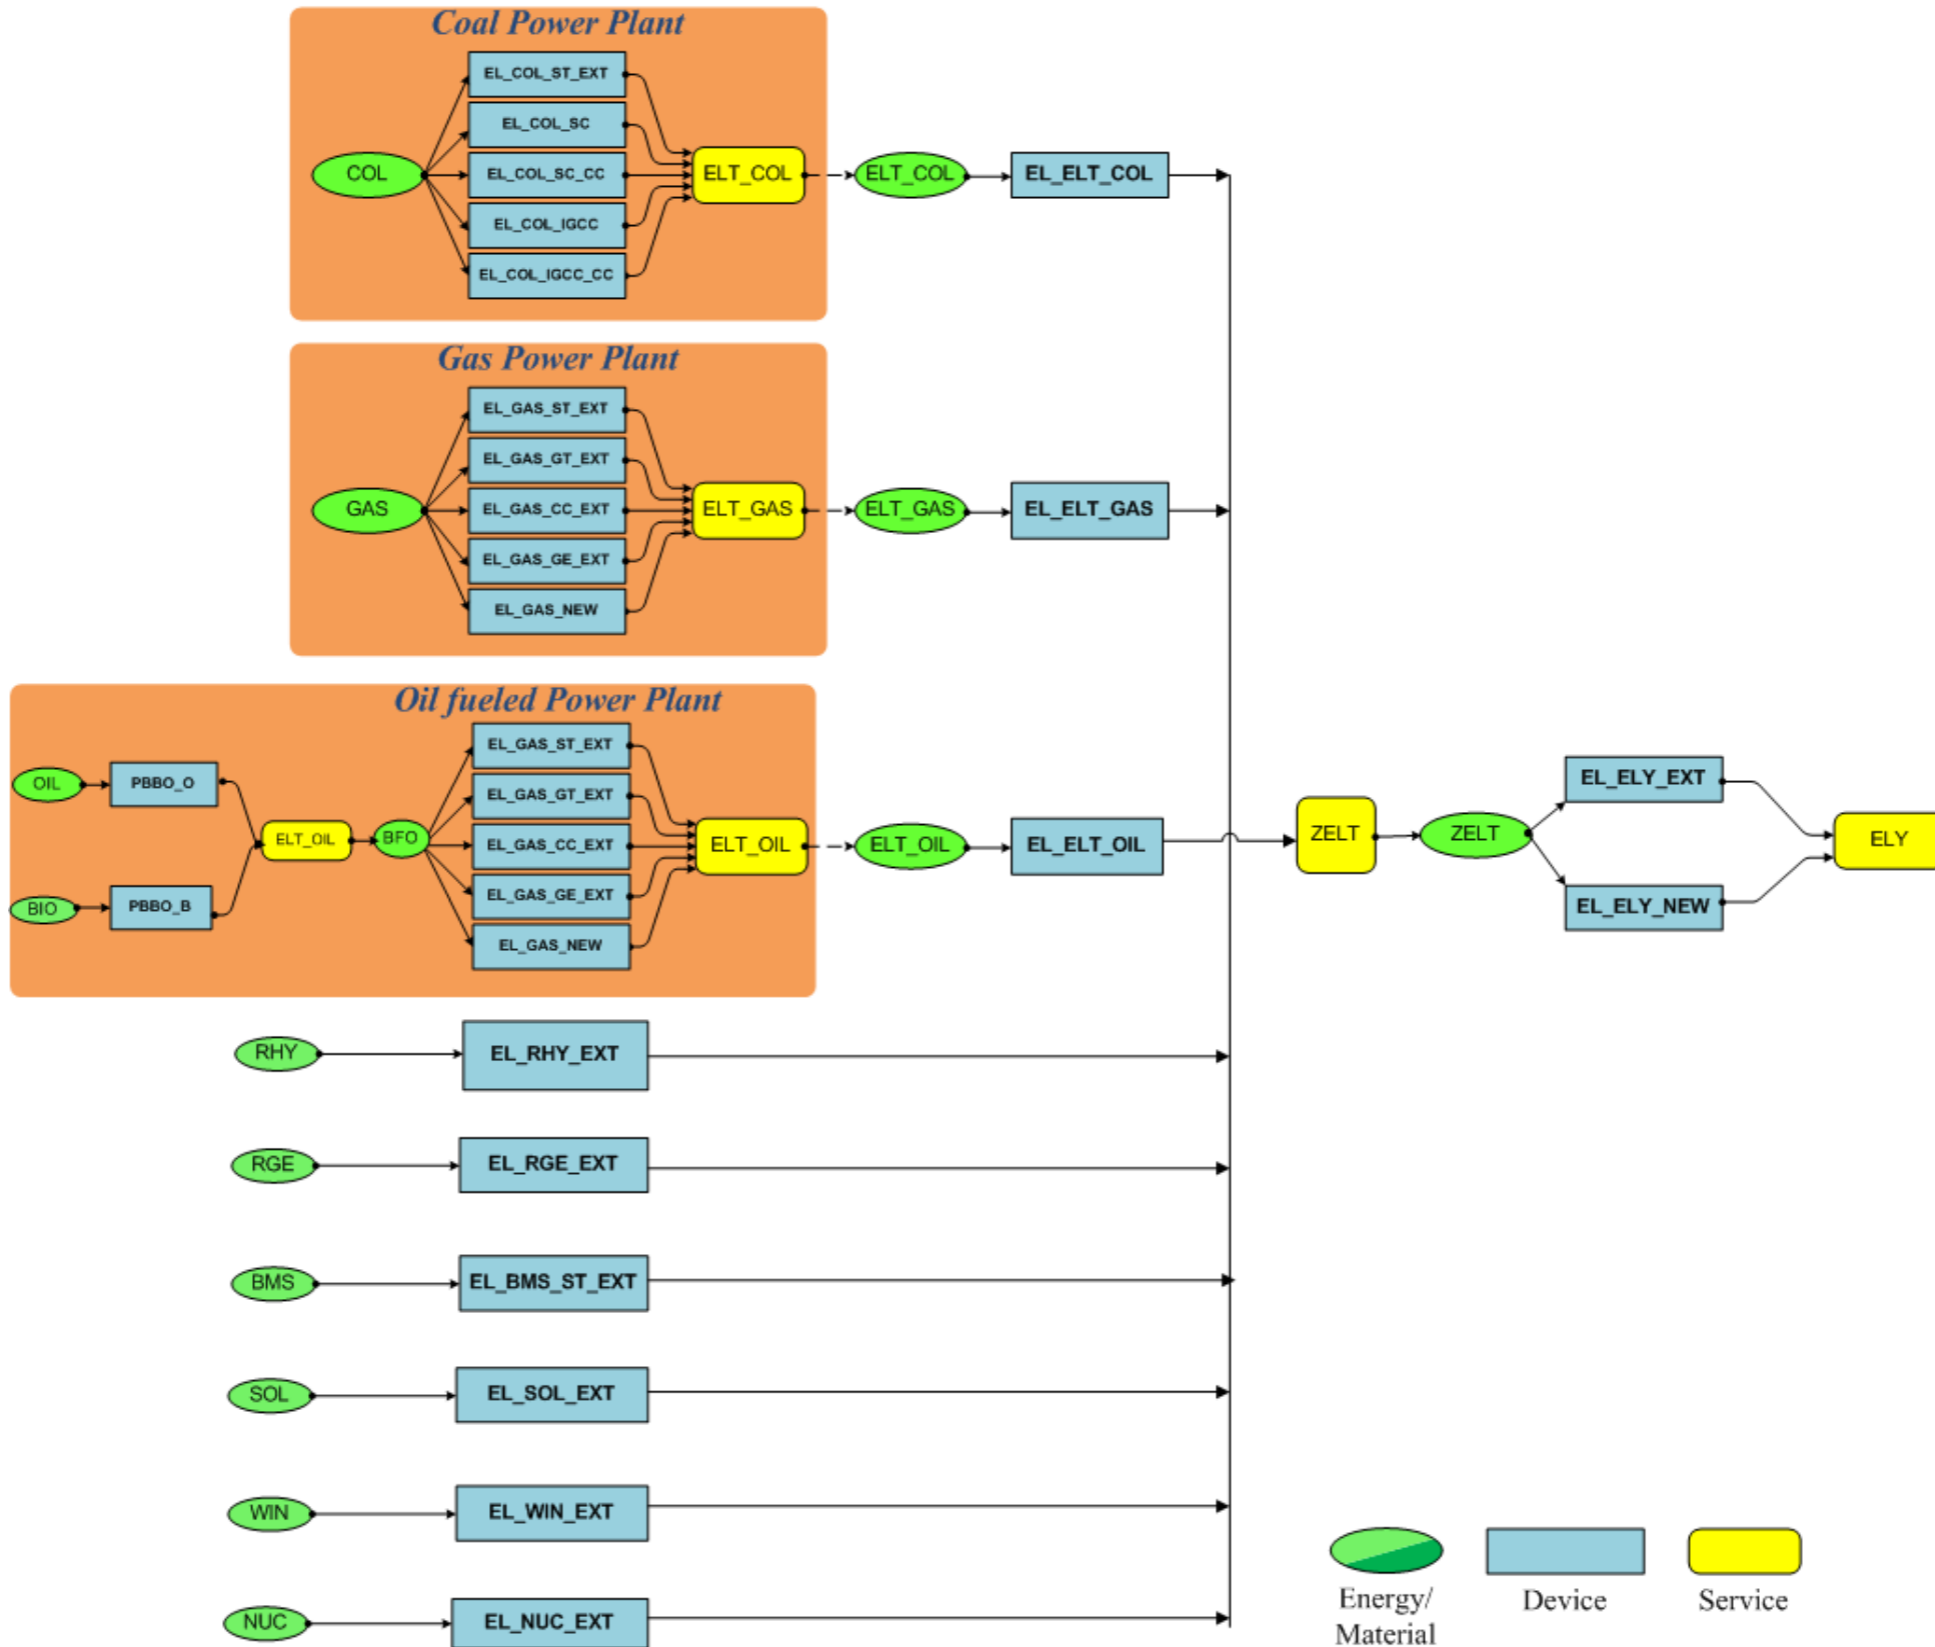 Coal Power Plant
EL_COL_ST_EXT
EL_COL_SC
COL
EL_COL_SC_CC
ELT_COL
ELT_COL
EL_ELT_COL
EL_COL_IGCC
EL_COL_IGCC_CC
Gas Power Plant
EL_GAS_ST_EXT
EL_GAS_GT_EXT
GAS
EL_GAS_CC_EXT
ELT_GAS
ELT_GAS
EL_ELT_GAS
EL_GAS_GE_EXT
EL_GAS_NEW
Oil fueled Power Plant
EL_GAS_ST_EXT
OIL
PBBO_O
EL_GAS_GT_EXT
ELT_OIL
BFO
EL_GAS_CC_EXT
ELT_OIL
ELT_OIL
EL_ELT_OIL
BIO
PBBO_B
EL_GAS_GE_EXT
EL_GAS_NEW
ZELT
ZELT
EL_ELY_EXT
EL_ELY_NEW
ELY
RHY
EL_RHY_EXT
RGE
EL_RGE_EXT
BMS
EL_BMS_ST_EXT
SOL
EL_SOL_EXT
WIN
EL_WIN_EXT
NUC
EL_NUC_EXT
Energy/
Material
Device
Service